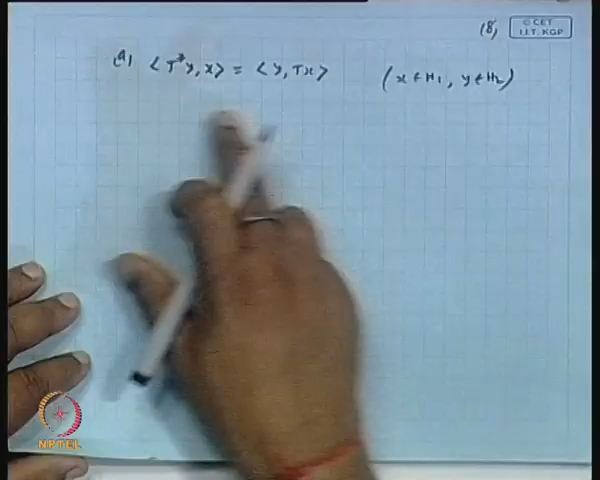 (18)
© CET
I.I.T. KGP
(a) ⟨T*y, x⟩ = ⟨y, Tx⟩ (x ∈ H₁, y ∈ H₂)
NPTEL